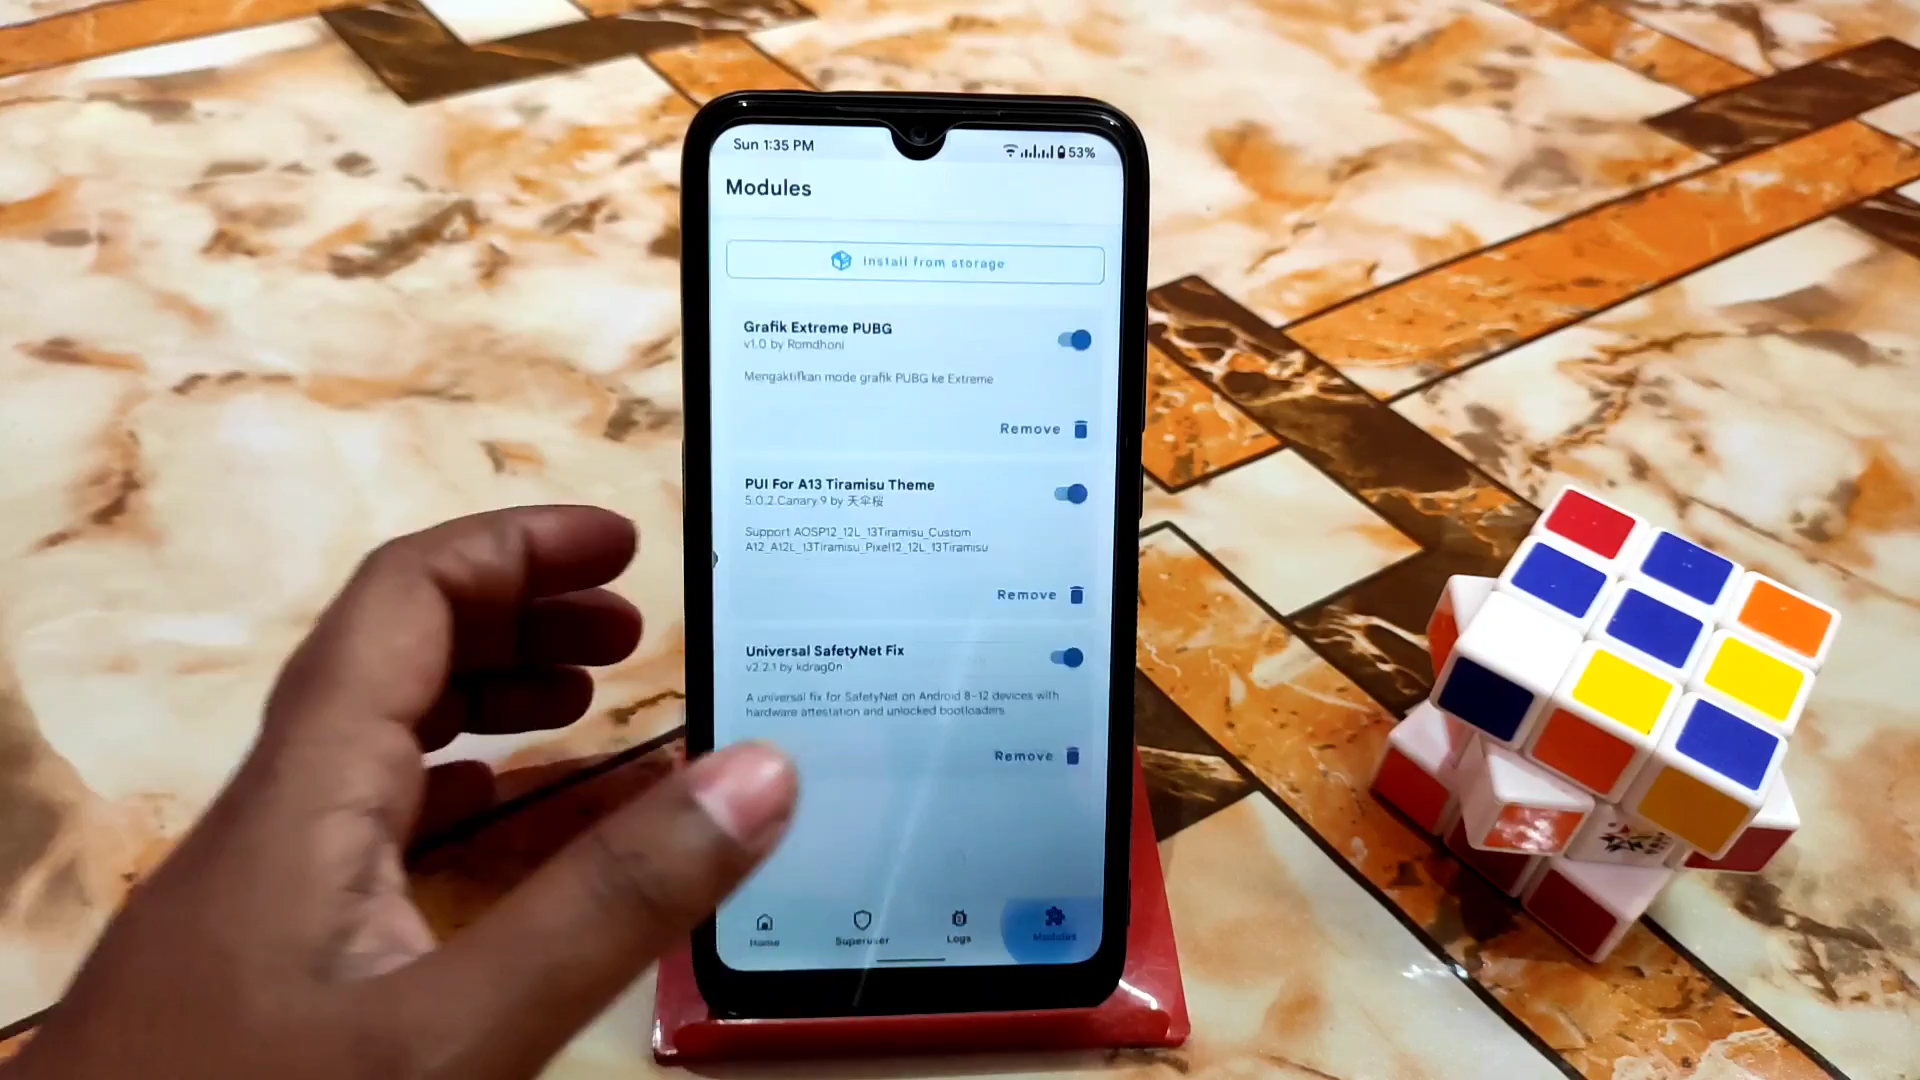 Sun 1:35 PM
53%
Modules
Install from storage
Grafik Extreme PUBG
v1.0 by Romdhoni
Mengaktifkan mode grafik PUBG ke Extreme
Remove
PUI For A13 Tiramisu Theme
5.0.2.Canary.9 by 天伞桜
Support AOSP12_12L_13Tiramisu_Custom
A12_A12L_13Tiramisu_Pixel12_12L_13Tiramisu
Remove
Universal SafetyNet Fix
v2.2.1 by kdrag0n
A universal fix for SafetyNet on Android 8-12 devices with
hardware attestation and unlocked bootloaders
Remove
Home
Superuser
Logs
Modules